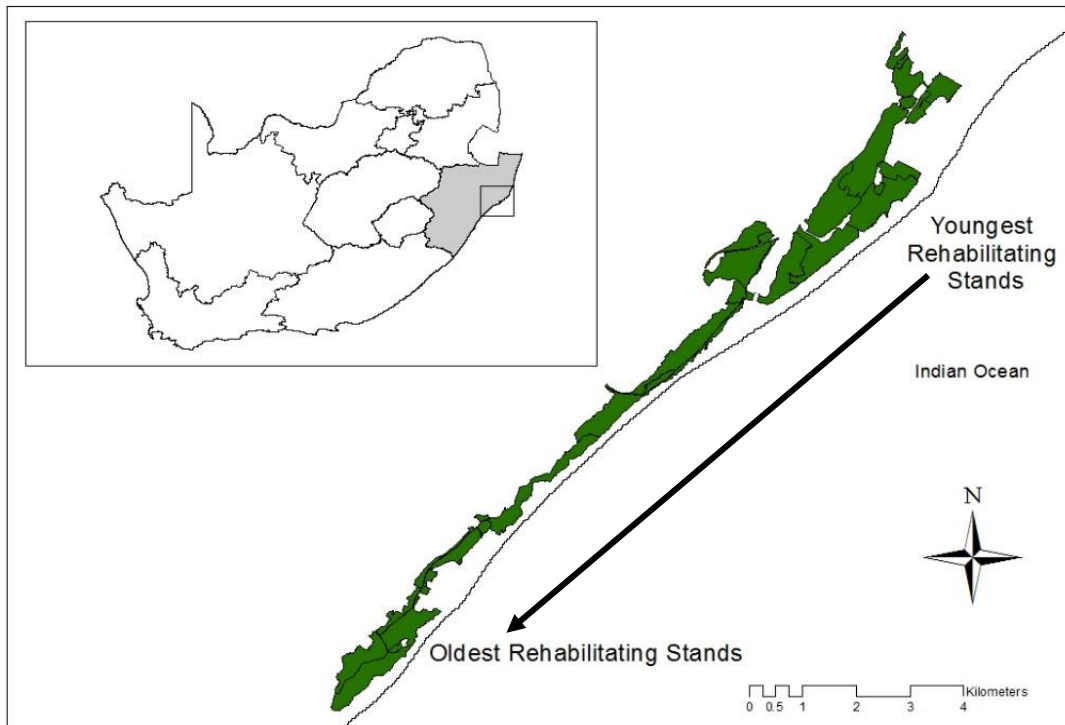 Youngest
Rehabilitating
Stands
Indian Ocean
N
Oldest Rehabilitating Stands
Kilometers
0 0.5 1 2 3 4